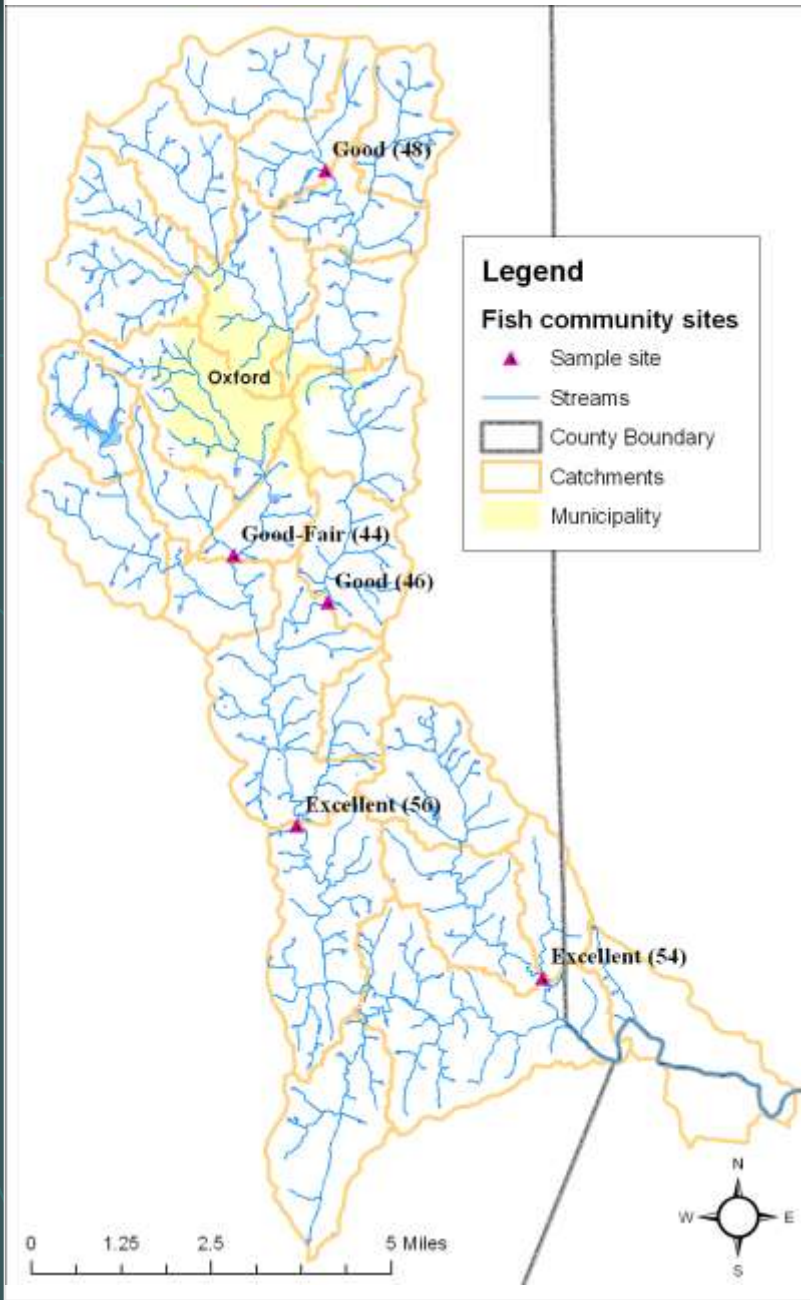 Good (48)
Legend
Fish community sites
Sample site
Streams
County Boundary
Catchments
Municipality
Oxford
Good-Fair (44)
Good (46)
Excellent (56)
Excellent (54)
N
W E
S
0 1.25 2.5 5 Miles